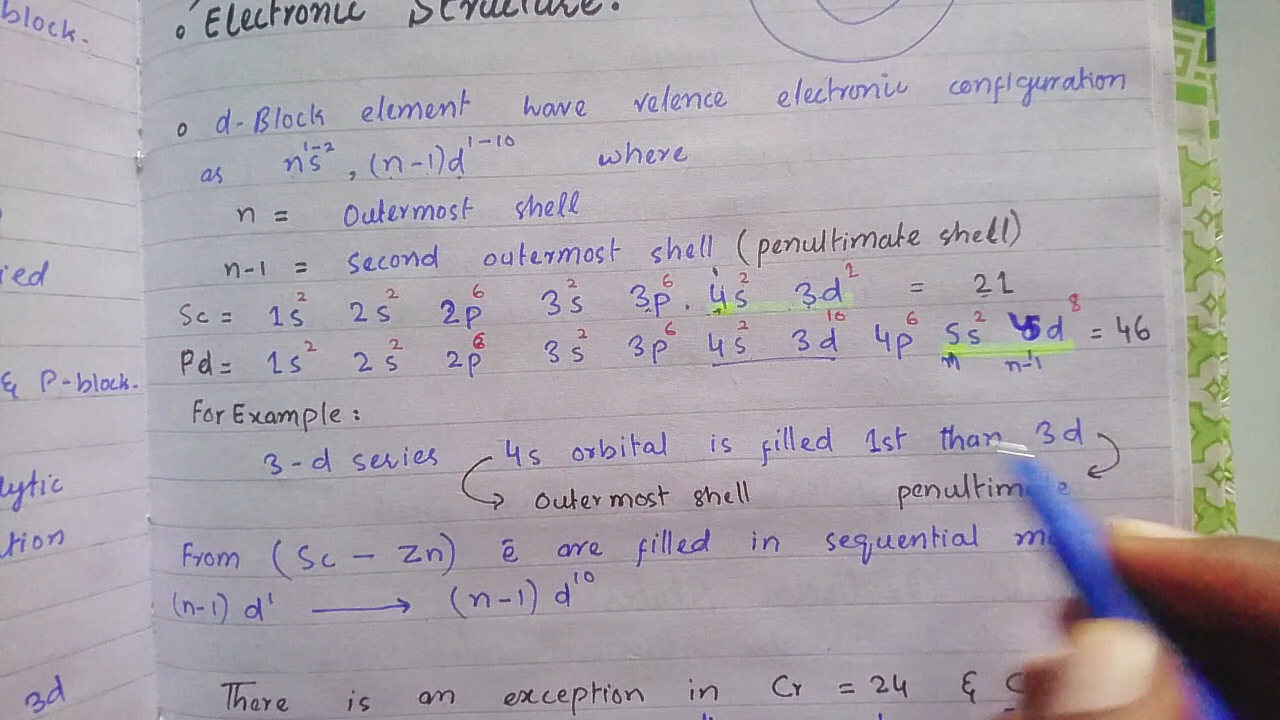 block.
• Electronic Structure.
• d-Block element have valence electronic configuration
as ns¹⁻², (n-1)d¹⁻¹⁰ where
n = Outermost shell
n-1 = second outermost shell (penultimate shell)
ied
Sc = 1s² 2s² 2p⁶ 3s² 3p⁶. 4s² 3d² = 21
Pd = 1s² 2s² 2p⁶ 3s² 3p⁶ 4s² 3d¹⁰ 4p⁶ 5s² d⁸ = 46
n n-1
& P-block.
For Example:
3-d series 4s orbital is filled 1st than 3d
lytic
outermost shell penultim e
tion
From (Sc – Zn) ē are filled in sequential m
(n-1) d¹ ⟶ (n-1) d¹⁰
3d
There is an exception in Cr = 24 & C